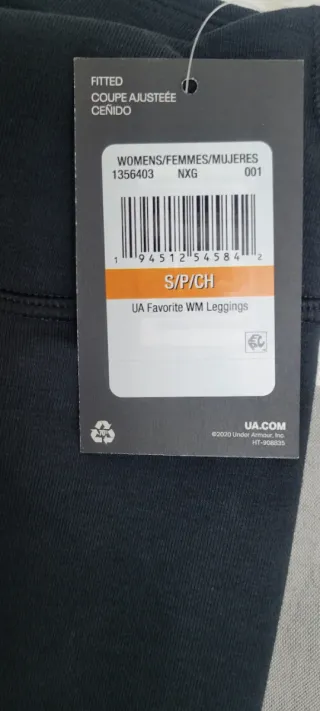 FITTED
COUPE AJUSTEÉE
CEÑIDO
WOMENS/FEMMES/MUJERES
1356403 NXG 001
1 94512 54584 2
S/P/CH
UA Favorite WM Leggings
UA.COM
©2020 Under Armour, Inc.
HT-908835